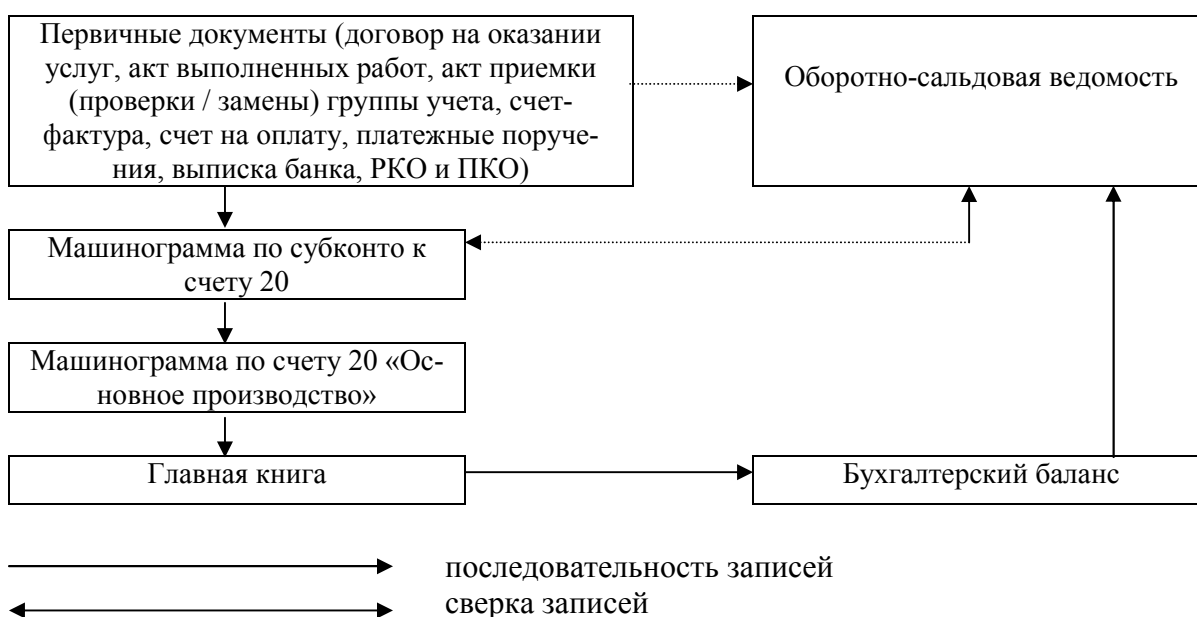 Первичные документы (договор на оказании
услуг, акт выполненных работ, акт приемки
(проверки / замены) группы учета, счет-
фактура, счет на оплату, платежные поруче-
ния, выписка банка, РКО и ПКО)
Оборотно-сальдовая ведомость
Машинограмма по субконто к
счету 20
Машинограмма по счету 20 «Ос-
новное производство»
Главная книга
Бухгалтерский баланс
последовательность записей
сверка записей